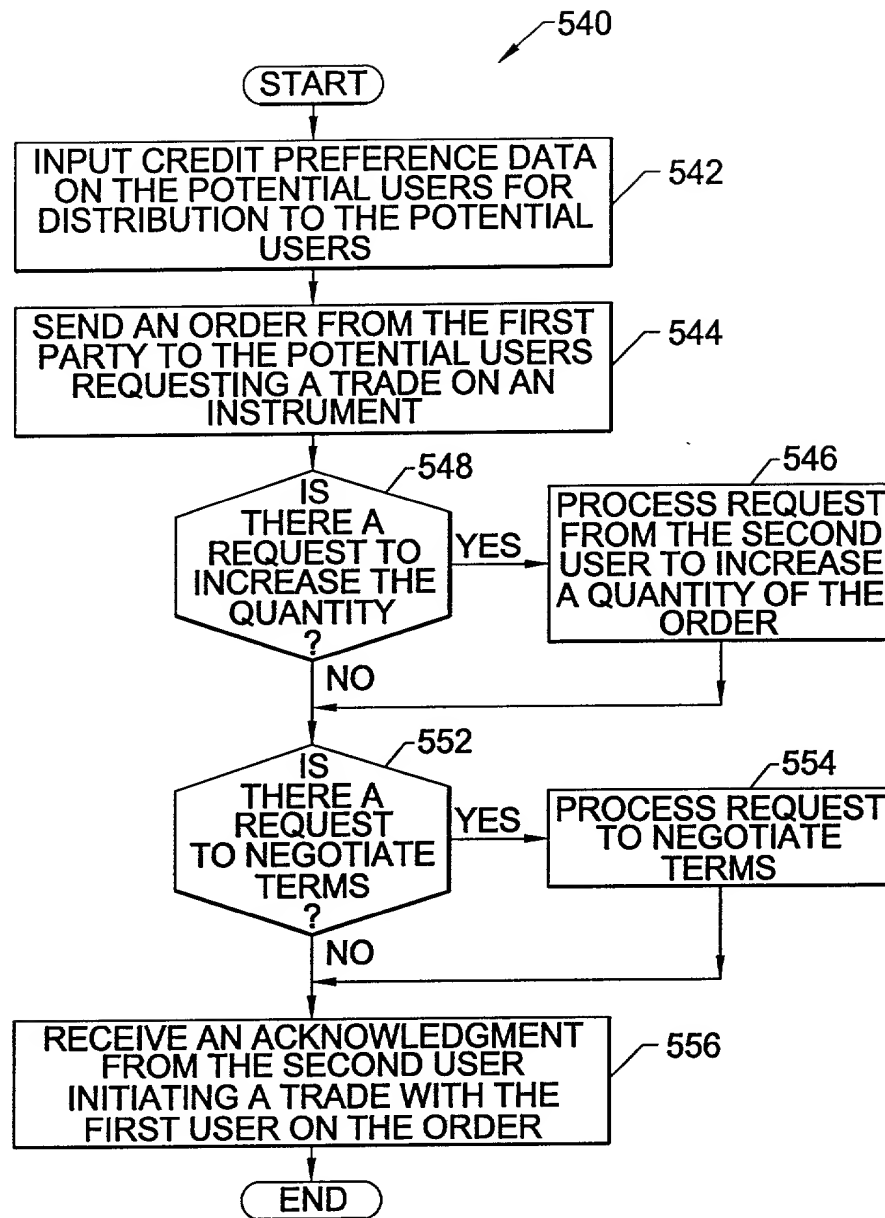 540
START
INPUT CREDIT PREFERENCE DATA
ON THE POTENTIAL USERS FOR
DISTRIBUTION TO THE POTENTIAL
USERS
542
SEND AN ORDER FROM THE FIRST
PARTY TO THE POTENTIAL USERS
REQUESTING A TRADE ON AN
INSTRUMENT
544
548
IS
THERE A
REQUEST TO
INCREASE THE
QUANTITY
?
YES
546
PROCESS REQUEST
FROM THE SECOND
USER TO INCREASE
A QUANTITY OF THE
ORDER
NO
552
IS
THERE A
REQUEST
TO NEGOTIATE
TERMS
?
YES
554
PROCESS REQUEST
TO NEGOTIATE
TERMS
NO
RECEIVE AN ACKNOWLEDGMENT
FROM THE SECOND USER
INITIATING A TRADE WITH THE
FIRST USER ON THE ORDER
556
END